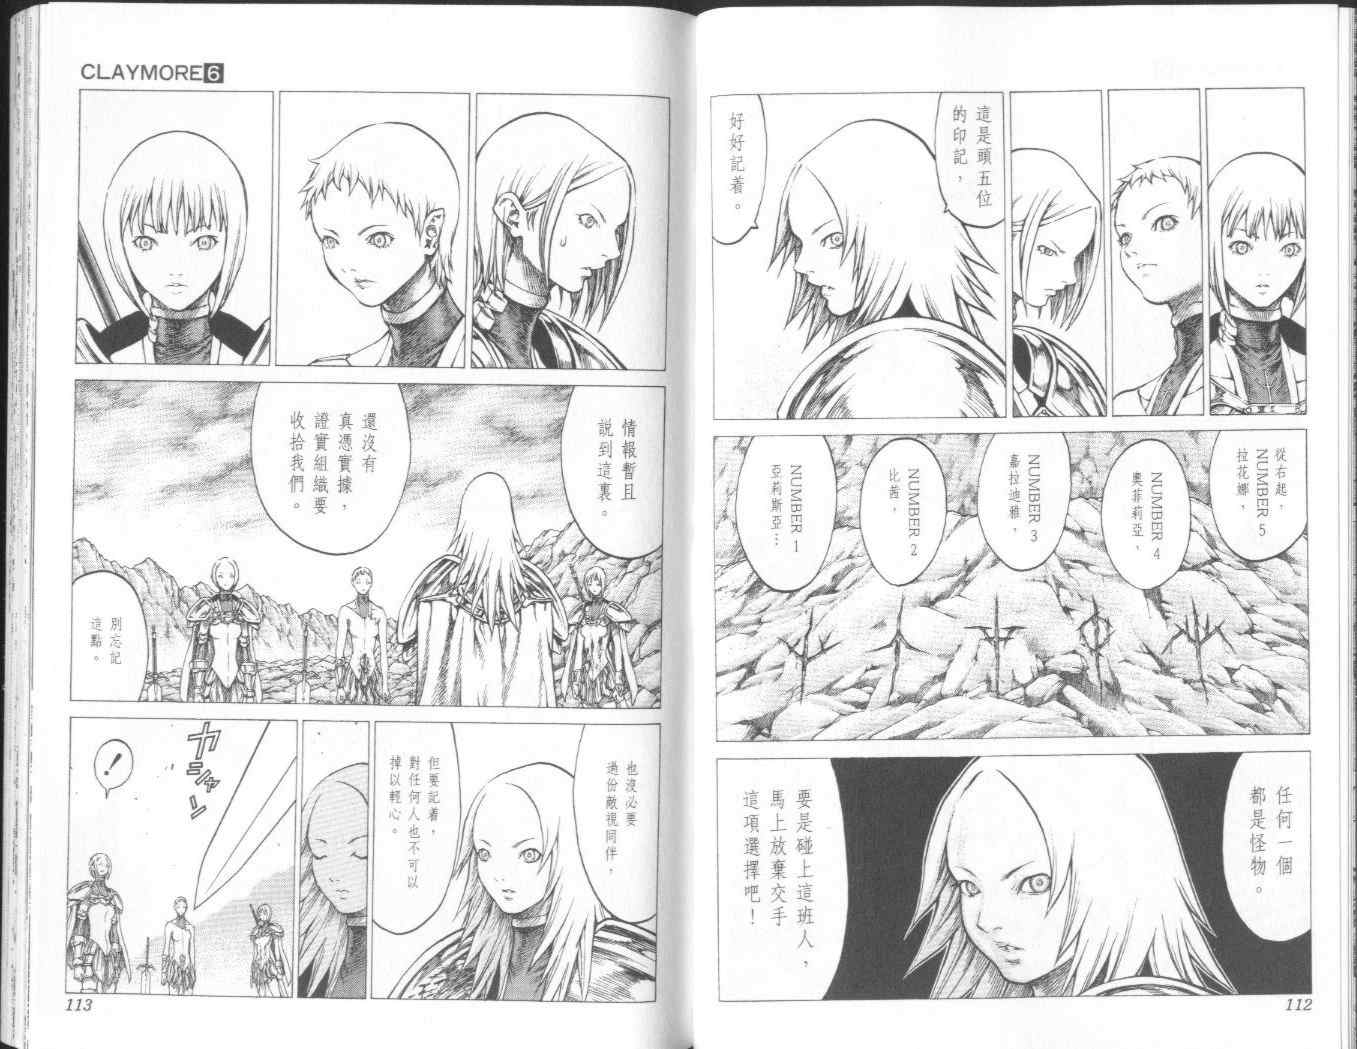 這是頭五位
的印記，
好好記着。
從右起，
NUMBER 5
拉花娜、
NUMBER 4
奧菲莉亞、
NUMBER 3
嘉拉迪雅、
NUMBER 2
比茜、
NUMBER 1
亞莉斯亞…
任何一個
都是怪物。
要是碰上這班人，
馬上放棄交手
這項選擇吧！
112
CLAYMORE 6
情報暫且
說到這裏。
還沒有
真憑實據，
證實組織要
收拾我們。
別忘記
這點。
也沒必要
過份敵視同伴，
但要記着，
對任何人也不可以
掉以輕心。
ガシャン
！
113